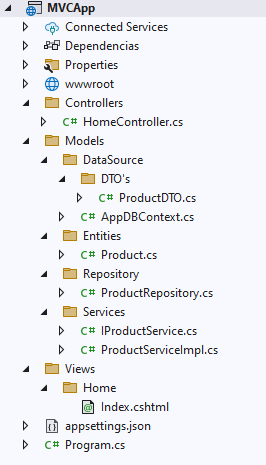 MVCApp
Connected Services
Dependencias
Properties
wwwroot
Controllers
C# HomeController.cs
Models
DataSource
DTO's
C# ProductDTO.cs
C# AppDBContext.cs
Entities
C# Product.cs
Repository
C# ProductRepository.cs
Services
C# IProductService.cs
C# ProductServiceImpl.cs
Views
Home
@ Index.cshtml
appsettings.json
C# Program.cs